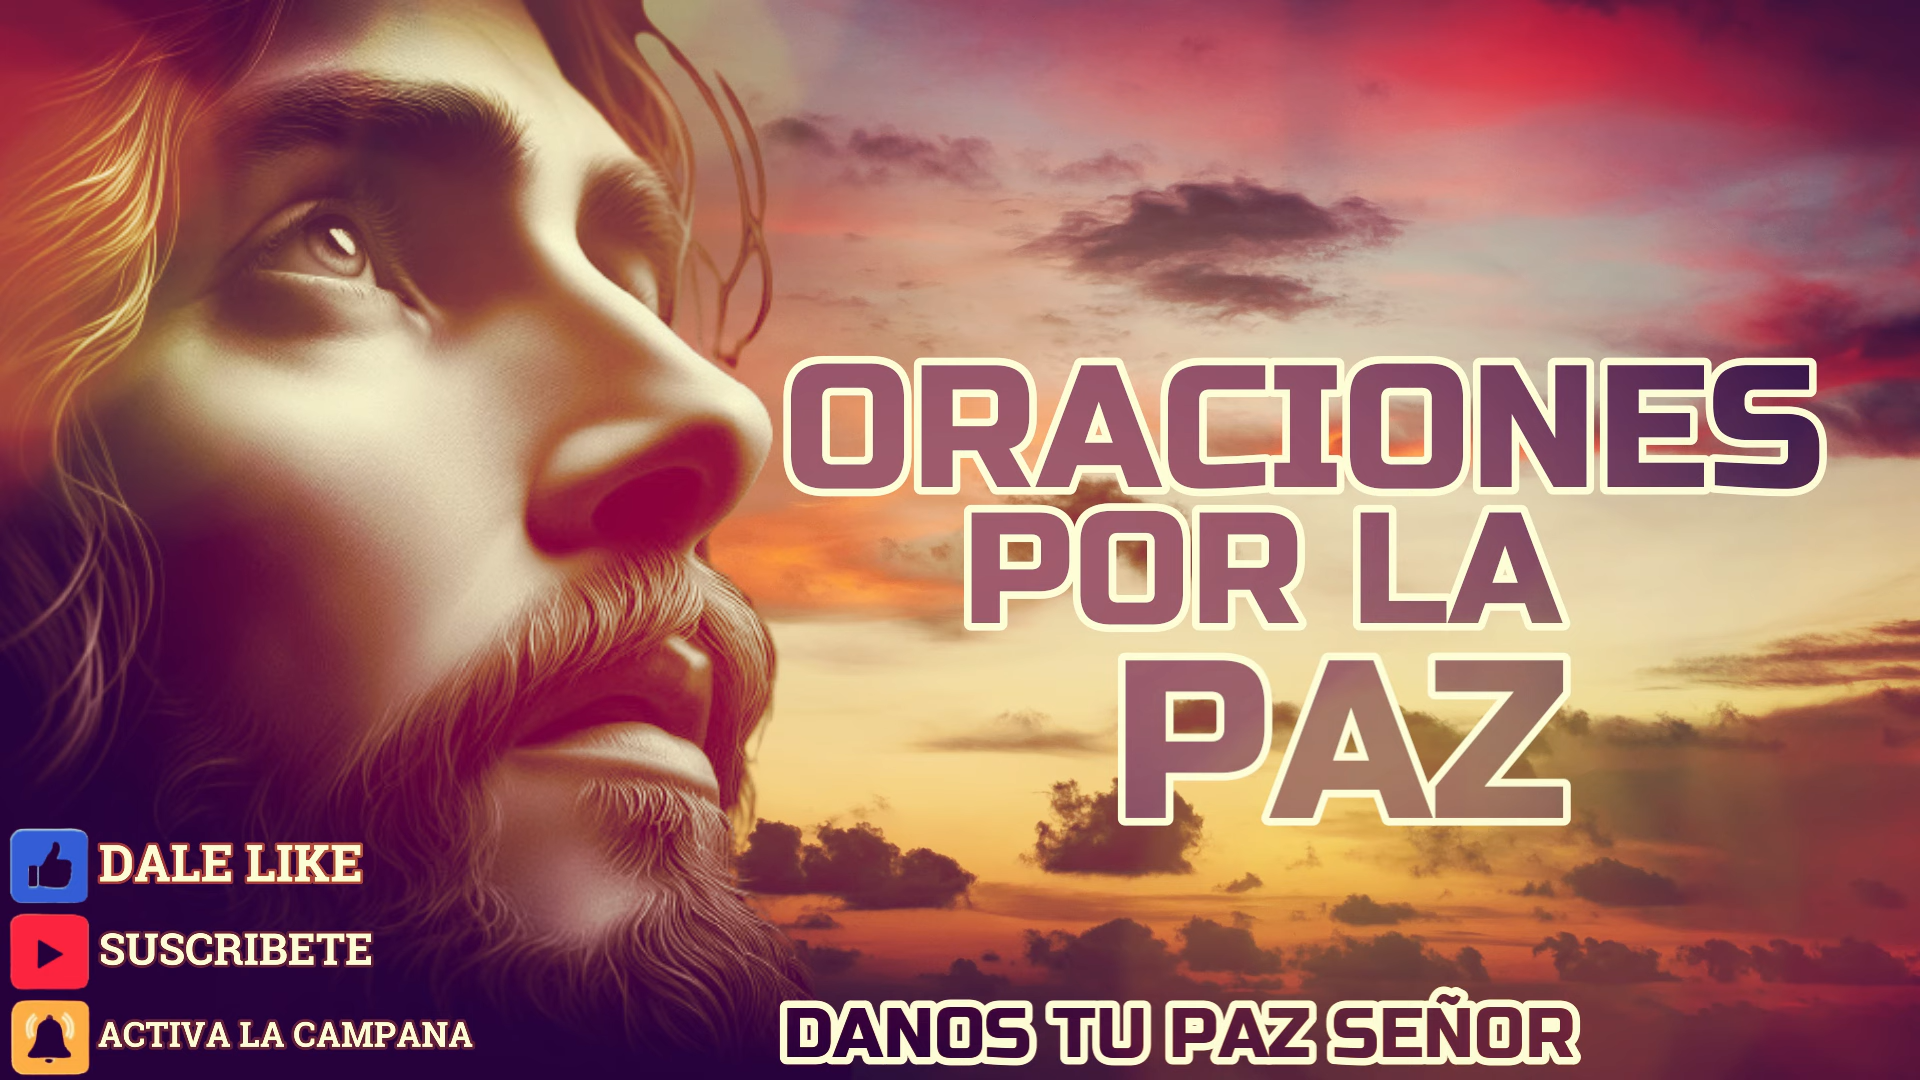 ORACIONES
POR LA
PAZ
DALE LIKE
SUSCRIBETE
ACTIVA LA CAMPANA
DANOS TU PAZ SEÑOR